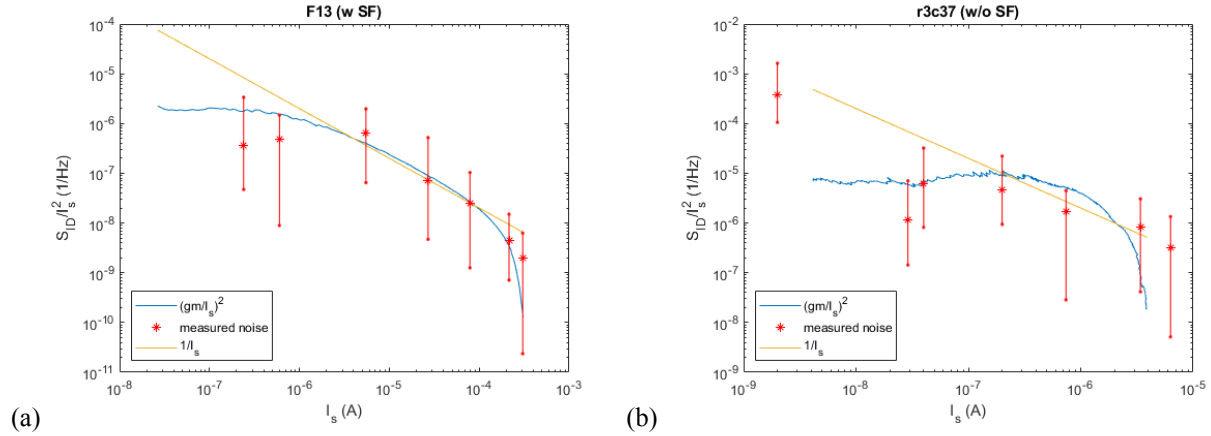 F13 (w SF)
10^-4
10^-5
10^-6
10^-7
10^-8
10^-9
10^-10
10^-11
S_ID/I_s^2 (1/Hz)
(gm/I_s)^2
measured noise
1/I_s
10^-8
10^-7
10^-6
10^-5
10^-4
10^-3
I_s (A)
(a)
r3c37 (w/o SF)
10^-2
10^-3
10^-4
10^-5
10^-6
10^-7
10^-8
10^-9
S_ID/I_s^2 (1/Hz)
(gm/I_s)^2
measured noise
1/I_s
10^-9
10^-8
10^-7
10^-6
10^-5
I_s (A)
(b)